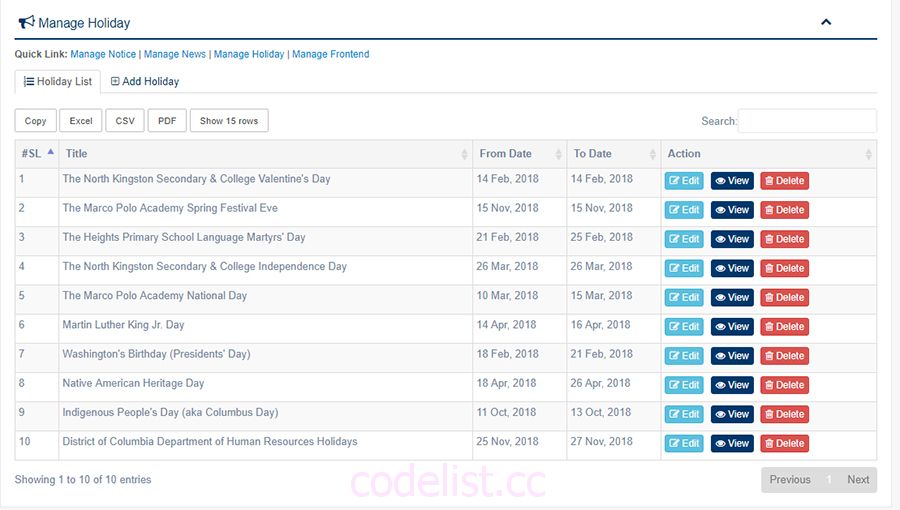 Manage Holiday
Quick Link: Manage Notice | Manage News | Manage Holiday | Manage Frontend
Holiday List Add Holiday
Copy Excel CSV PDF Show 15 rows Search:
#SL Title From Date To Date Action
1 The North Kingston Secondary & College Valentine's Day 14 Feb, 2018 14 Feb, 2018 Edit View Delete
2 The Marco Polo Academy Spring Festival Eve 15 Nov, 2018 15 Nov, 2018 Edit View Delete
3 The Heights Primary School Language Martyrs' Day 21 Feb, 2018 25 Feb, 2018 Edit View Delete
4 The North Kingston Secondary & College Independence Day 26 Mar, 2018 26 Mar, 2018 Edit View Delete
5 The Marco Polo Academy National Day 10 Mar, 2018 15 Mar, 2018 Edit View Delete
6 Martin Luther King Jr. Day 14 Apr, 2018 16 Apr, 2018 Edit View Delete
7 Washington's Birthday (Presidents' Day) 18 Feb, 2018 21 Feb, 2018 Edit View Delete
8 Native American Heritage Day 18 Apr, 2018 26 Apr, 2018 Edit View Delete
9 Indigenous People's Day (aka Columbus Day) 11 Oct, 2018 13 Oct, 2018 Edit View Delete
10 District of Columbia Department of Human Resources Holidays 25 Nov, 2018 27 Nov, 2018 Edit View Delete
Showing 1 to 10 of 10 entries codelist.cc Previous 1 Next